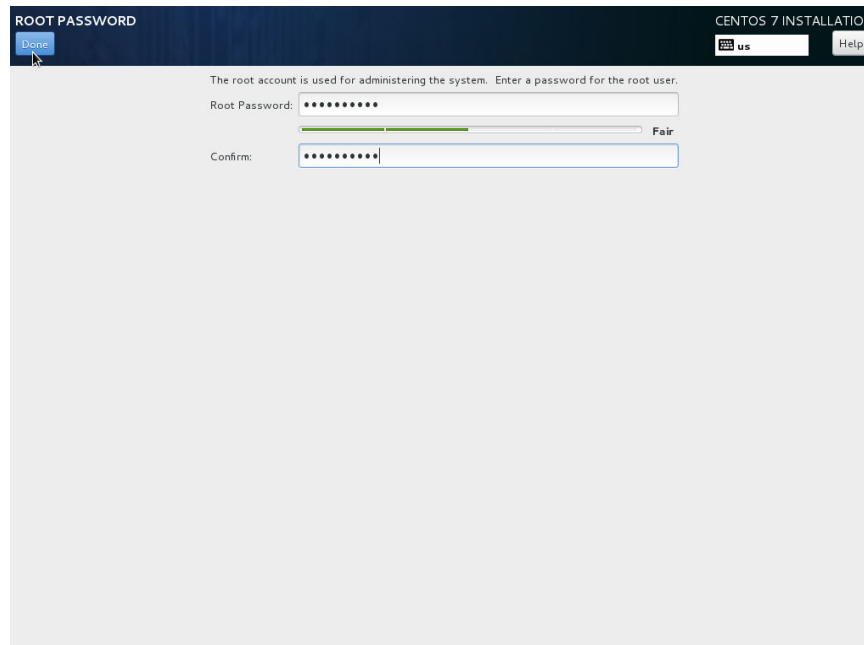 ROOT PASSWORD
CENTOS 7 INSTALLATIO
Done
us
Help
The root account is used for administering the system. Enter a password for the root user.
Root Password: ••••••••••
Fair
Confirm: ••••••••••